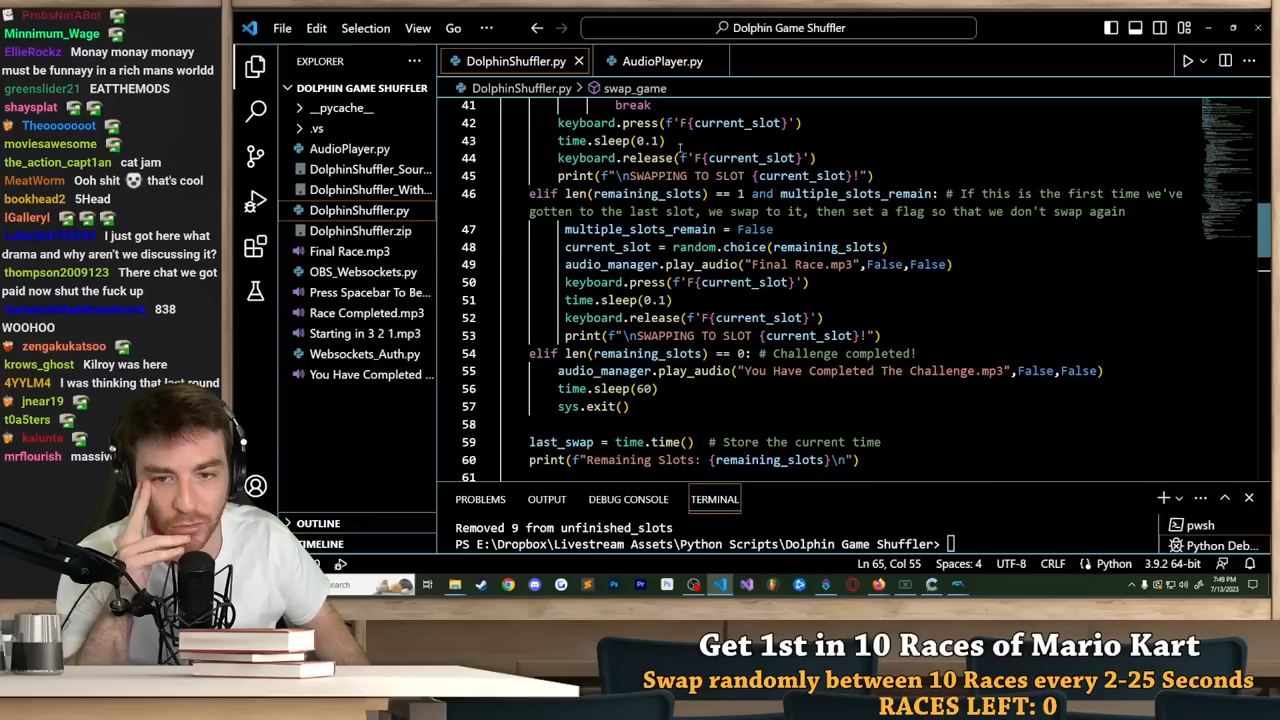 ProbsNotABot
Minnimum_Wage
EllieRockz Monay monay monayy
must be funnayy in a rich mans worldd
greenslider21 EATTHEMODS
shaysplat
Theooooooot
moviesawesome
the_action_capt1an cat jam
MeatWorm Ooh shit that's cool
bookhead2 5Head
IGalleryI
I just got here what
drama and why aren't we discussing it?
thompson2009123 There chat we got
paid now shut the fuck up
838
WOOHOO
zengakukatsoo
krows_ghost Kilroy was here
4YYLM4 I was thinking that last round
jnear19
t0a5ters
kalunta
mrflourish massive
File Edit Selection View Go ···
Dolphin Game Shuffler
EXPLORER ···
DOLPHIN GAME SHUFFLER
__pycache__
.vs
AudioPlayer.py
DolphinShuffler_Sour...
DolphinShuffler_With...
DolphinShuffler.py
DolphinShuffler.zip
Final Race.mp3
OBS_Websockets.py
Press Spacebar To Be...
Race Completed.mp3
Starting in 3 2 1.mp3
Websockets_Auth.py
You Have Completed ...
OUTLINE
TIMELINE
DolphinShuffler.py AudioPlayer.py
DolphinShuffler.py > swap_game
41 break
42 keyboard.press(f'F{current_slot}')
43 time.sleep(0.1)
44 keyboard.release(f'F{current_slot}')
45 print(f"\nSWAPPING TO SLOT {current_slot}!")
46 elif len(remaining_slots) == 1 and multiple_slots_remain: # If this is the first time we've
gotten to the last slot, we swap to it, then set a flag so that we don't swap again
47 multiple_slots_remain = False
48 current_slot = random.choice(remaining_slots)
49 audio_manager.play_audio("Final Race.mp3",False,False)
50 keyboard.press(f'F{current_slot}')
51 time.sleep(0.1)
52 keyboard.release(f'F{current_slot}')
53 print(f"\nSWAPPING TO SLOT {current_slot}!")
54 elif len(remaining_slots) == 0: # Challenge completed!
55 audio_manager.play_audio("You Have Completed The Challenge.mp3",False,False)
56 time.sleep(60)
57 sys.exit()
58
59 last_swap = time.time() # Store the current time
60 print(f"Remaining Slots: {remaining_slots}\n")
61
PROBLEMS OUTPUT DEBUG CONSOLE TERMINAL
Removed 9 from unfinished_slots
PS E:\Dropbox\Livestream Assets\Python Scripts\Dolphin Game Shuffler>
pwsh
Python Deb...
Ln 65, Col 55 Spaces: 4 UTF-8 CRLF Python 3.9.2 64-bit
7:49 PM
7/13/2023
Get 1st in 10 Races of Mario Kart
Swap randomly between 10 Races every 2-25 Seconds
RACES LEFT: 0